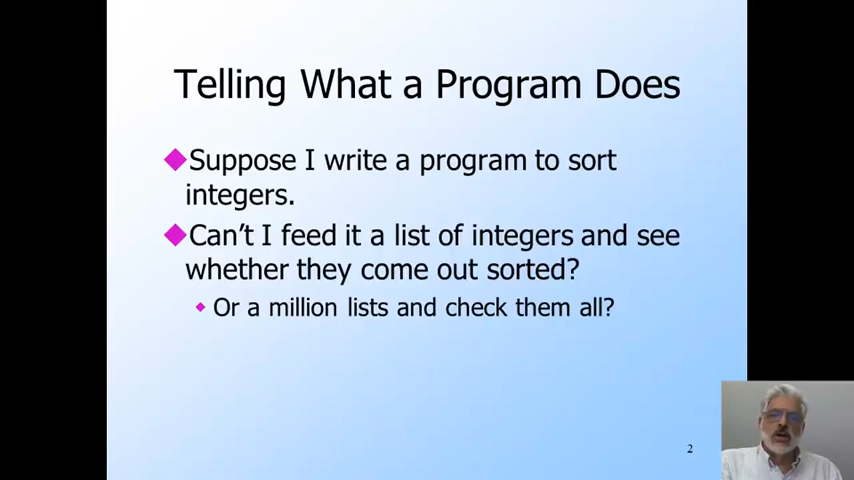 Telling What a Program Does
Suppose I write a program to sort
integers.
Can't I feed it a list of integers and see
whether they come out sorted?
Or a million lists and check them all?
2